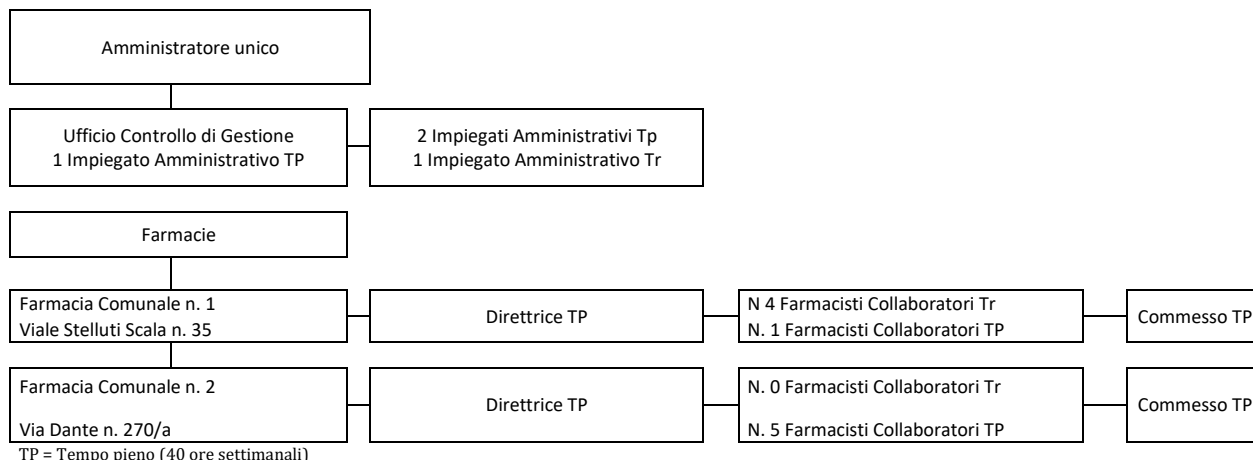 Amministratore unico
Ufficio Controllo di Gestione
1 Impiegato Amministrativo TP
2 Impiegati Amministrativi Tp
1 Impiegato Amministrativo Tr
Farmacie
Farmacia Comunale n. 1
Viale Stelluti Scala n. 35
Direttrice TP
N 4 Farmacisti Collaboratori Tr
N. 1 Farmacisti Collaboratori TP
Commesso TP
Farmacia Comunale n. 2
Via Dante n. 270/a
Direttrice TP
N. 0 Farmacisti Collaboratori Tr
N. 5 Farmacisti Collaboratori TP
Commesso TP
TP = Tempo pieno (40 ore settimanali)